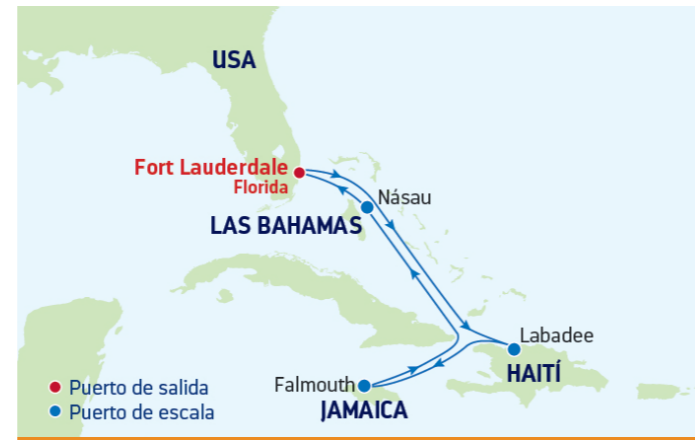 USA
Fort Lauderdale
Florida
Násau
LAS BAHAMAS
Labadee
HAITÍ
Falmouth
JAMAICA
Puerto de salida
Puerto de escala